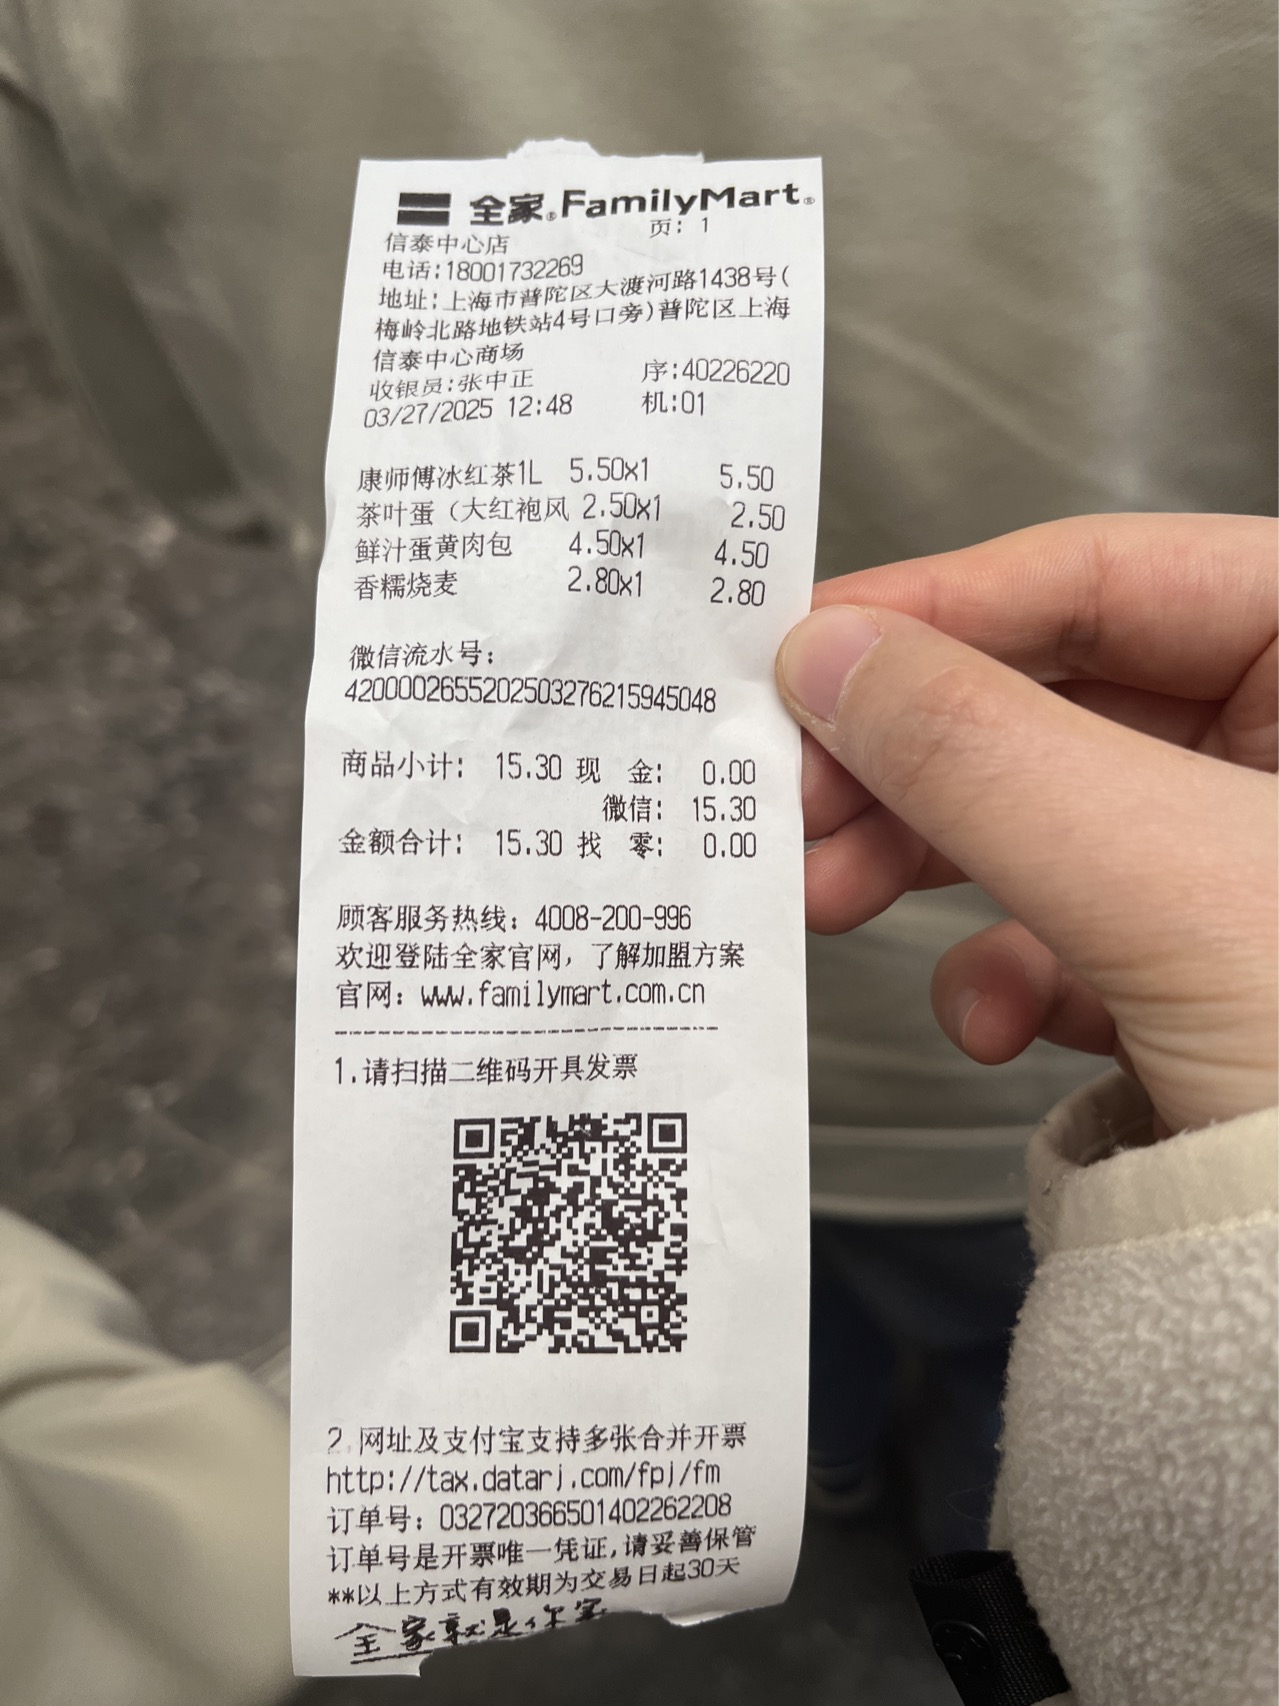 全家® FamilyMart®
页: 1
信泰中心店
电话:18001732269
地址:上海市普陀区大渡河路1438号(
梅岭北路地铁站4号口旁)普陀区上海
信泰中心商场
收银员:张中正 序:40226220
03/27/2025 12:48 机:01
康师傅冰红茶1L 5.50x1 5.50
茶叶蛋（大红袍风 2.50x1 2.50
鲜汁蛋黄肉包 4.50x1 4.50
香糯烧麦 2.80x1 2.80
微信流水号:
4200002655202503276215945048
商品小计: 15.30 现 金: 0.00
微信: 15.30
金额合计: 15.30 找 零: 0.00
顾客服务热线: 4008-200-996
欢迎登陆全家官网，了解加盟方案
官网: www.familymart.com.cn
1.请扫描二维码开具发票
2.网址及支付宝支持多张合并开票
http://tax.datarj.com/fpj/fm
订单号: 032720366501402262208
订单号是开票唯一凭证,请妥善保管
**以上方式有效期为交易日起30天
全家就是你家